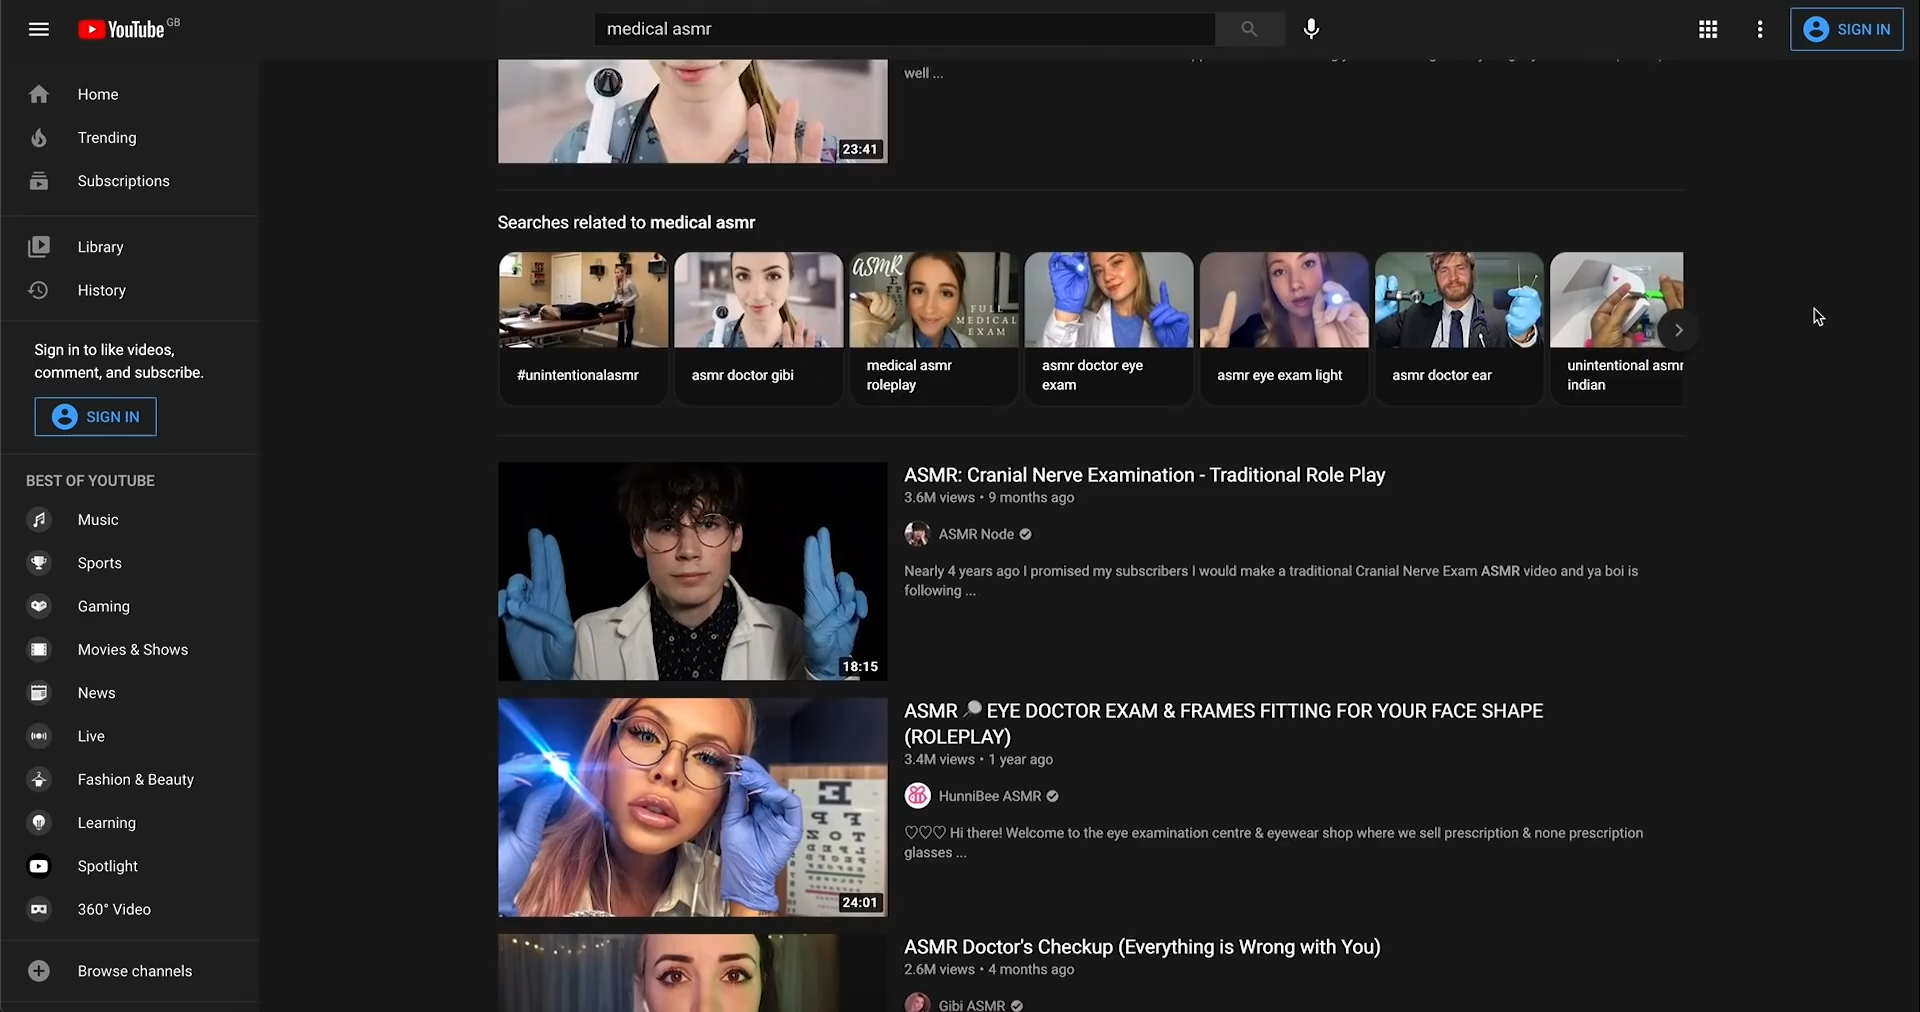 YouTube GB
medical asmr
SIGN IN
Home
Trending
Subscriptions
Library
History
Sign in to like videos,
comment, and subscribe.
SIGN IN
BEST OF YOUTUBE
Music
Sports
Gaming
Movies & Shows
News
Live
Fashion & Beauty
Learning
Spotlight
360° Video
Browse channels
well ...
23:41
Searches related to medical asmr
ASMR
FULL
MEDICAL
EXAM
#unintentionalasmr
asmr doctor gibi
medical asmr
roleplay
asmr doctor eye
exam
asmr eye exam light
asmr doctor ear
unintentional asmr
indian
18:15
ASMR: Cranial Nerve Examination - Traditional Role Play
3.6M views • 9 months ago
ASMR Node
Nearly 4 years ago I promised my subscribers I would make a traditional Cranial Nerve Exam ASMR video and ya boi is
following ...
24:01
ASMR 🔎 EYE DOCTOR EXAM & FRAMES FITTING FOR YOUR FACE SHAPE
(ROLEPLAY)
3.4M views • 1 year ago
HunniBee ASMR
♡♡♡ Hi there! Welcome to the eye examination centre & eyewear shop where we sell prescription & none prescription
glasses ...
ASMR Doctor's Checkup (Everything is Wrong with You)
2.6M views • 4 months ago
Gibi ASMR